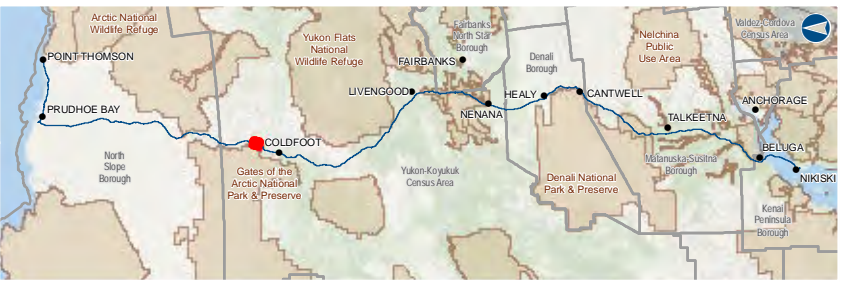 Arctic National
Wildlife Refuge
POINT THOMSON
PRUDHOE BAY
North
Slope
Borough
COLDFOOT
Gates of the
Arctic National
Park & Preserve
Yukon Flats
National
Wildlife Refuge
LIVENGOOD
FAIRBANKS
Fairbanks
North Star
Borough
NENANA
Yukon-Koyukuk
Census Area
HEALY
Denali
Borough
CANTWELL
Denali National
Park & Preserve
Nelchina
Public
Use Area
TALKEETNA
Matanuska-Susitna
Borough
Valdez-Cordova
Census Area
ANCHORAGE
BELUGA
NIKISKI
Kenai
Peninsula
Borough